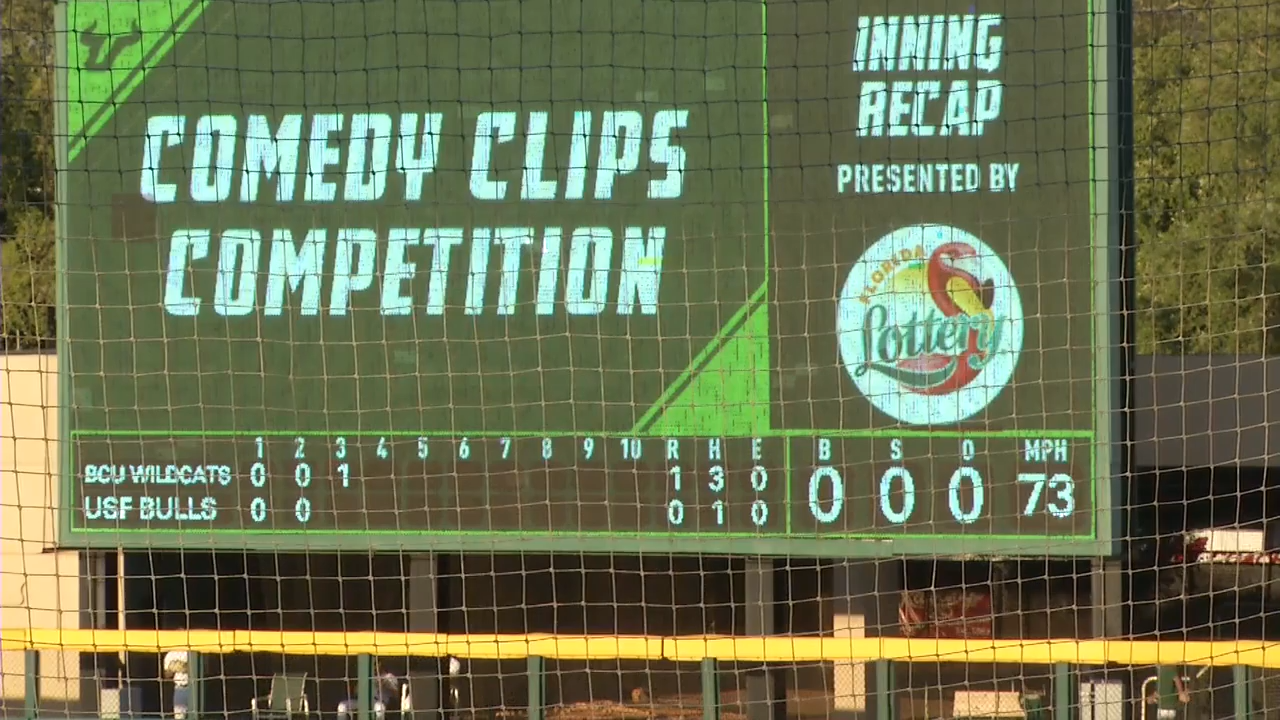 COMEDY CLIPS
COMPETITION
INNING
RECAP
PRESENTED BY
FLORIDA
Lottery
1 2 3 4 5 6 7 8 9 10 R H E
BCU WILDCATS 0 0 1 1 3 0
USF BULLS 0 0 0 1 0
B S O MPH
0 0 0 73